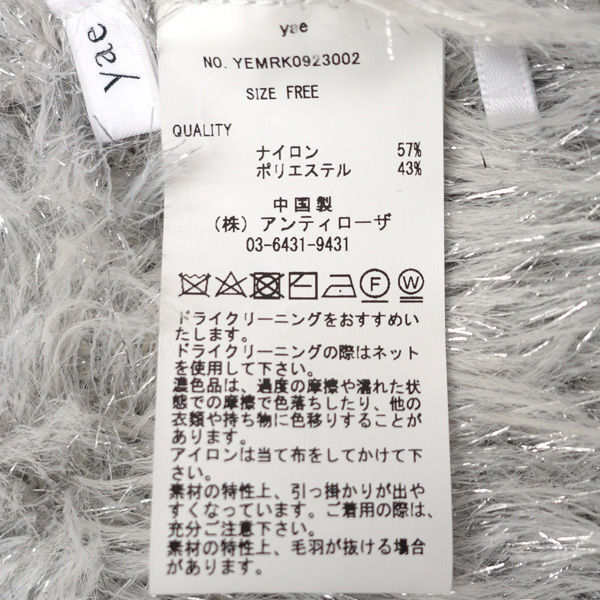 yae
yae
NO. YEMRK0923002
SIZE FREE
QUALITY
ナイロン 57%
ポリエステル 43%
中国製
(株) アンティローザ
03-6431-9431
F W
ドライクリーニングをおすすめい
たします。
ドライクリーニングの際はネット
を使用して下さい。
濃色品は、過度の摩擦や濡れた状
態での摩擦で色落ちしたり、他の
衣類や持ち物に色移りすることが
あります。
アイロンは当て布をしてかけて下
さい。
素材の特性上、引っ掛かりが出や
すくなっています。ご着用の際は、
充分ご注意下さい。
素材の特性上、毛羽が抜ける場合
があります。